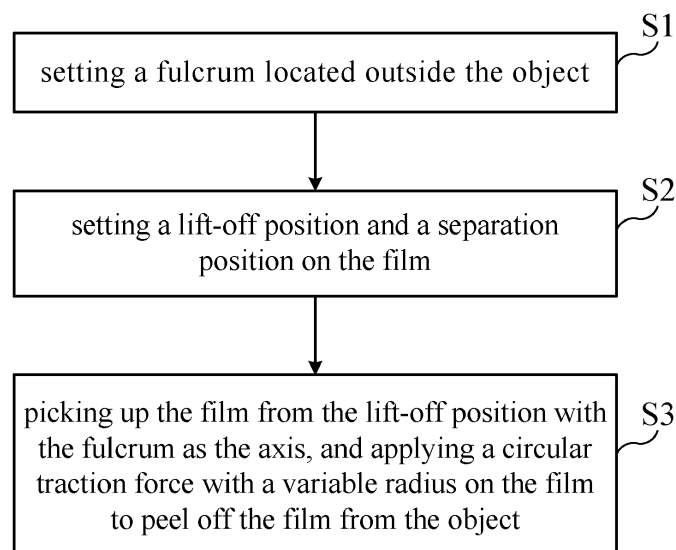 S1
setting a fulcrum located outside the object
S2
setting a lift-off position and a separation
position on the film
picking up the film from the lift-off position with
S3
the fulcrum as the axis, and applying a circular
traction force with a variable radius on the film
to peel off the film from the object